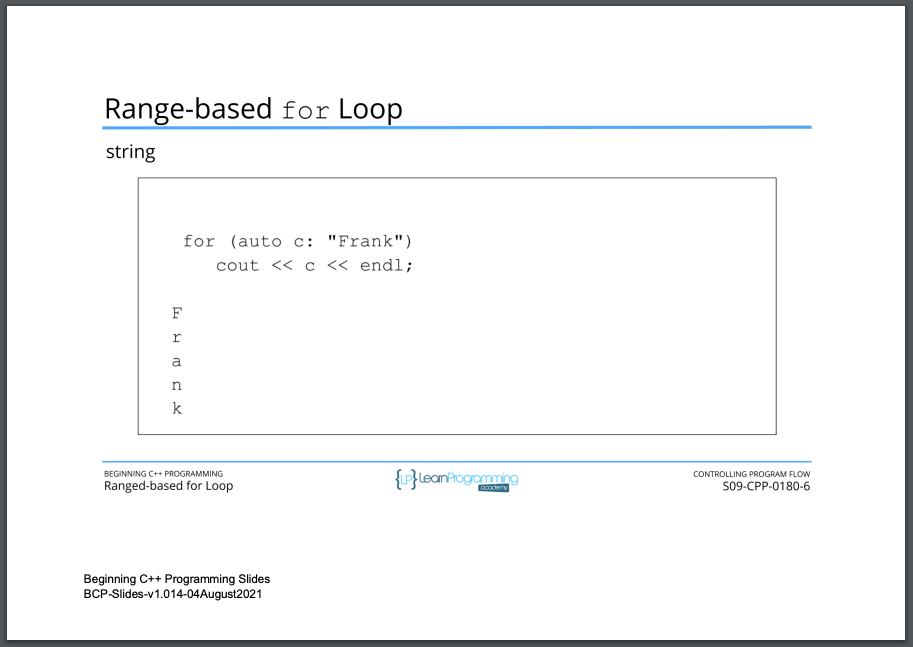 Range-based for Loop
string
for (auto c: "Frank")
cout << c << endl;
F
r
a
n
k
BEGINNING C++ PROGRAMMING
Ranged-based for Loop
{LP} LearnProgramming
academy
CONTROLLING PROGRAM FLOW
S09-CPP-0180-6
Beginning C++ Programming Slides
BCP-Slides-v1.014-04August2021